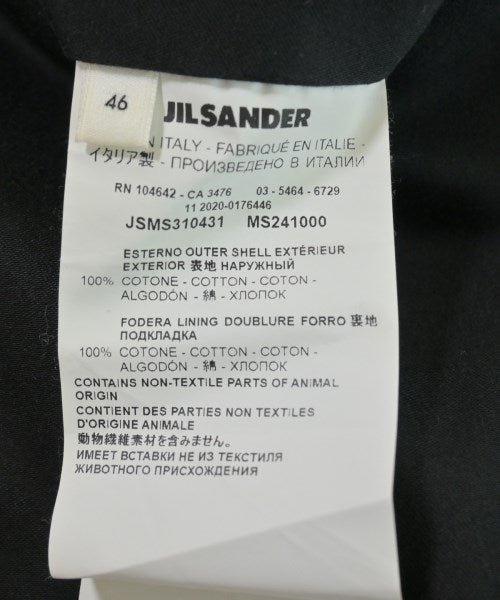 46
JILSANDER
IN ITALY - FABRIQUÉ EN ITALIE -
イタリア製 - ПРОИЗВЕДЕНО В ИТАЛИИ
RN 104642 - CA 3476 03 - 5464 - 6729
11 2020-0176446
JSMS310431 MS241000
ESTERNO OUTER SHELL EXTÉRIEUR
EXTERIOR 表地 НАРУЖНЫЙ
100% COTONE - COTTON - COTON -
ALGODÓN - 綿 - ХЛОПОК
FODERA LINING DOUBLURE FORRO 裏地
ПОДКЛАДКА
100% COTONE - COTTON - COTON -
ALGODÓN - 綿 - ХЛОПОК
CONTAINS NON-TEXTILE PARTS OF ANIMAL
ORIGIN
CONTIENT DES PARTIES NON TEXTILES
D'ORIGINE ANIMALE
動物繊維素材を含みません。
ИМЕЕТ ВСТАВКИ НЕ ИЗ ТЕКСТИЛЯ
ЖИВОТНОГО ПРИСХОЖДЕНИЯ